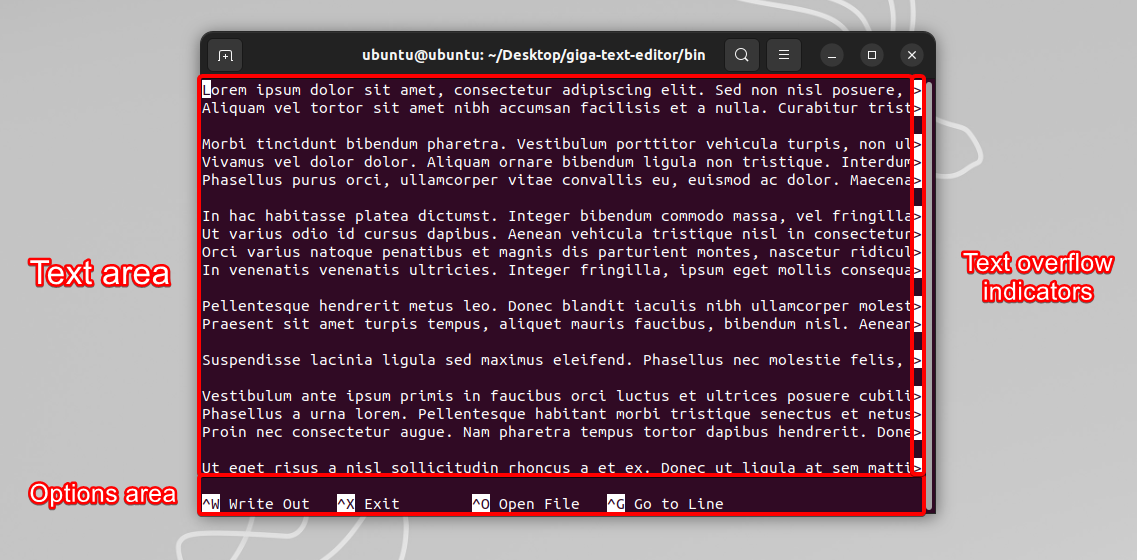 ubuntu@ubuntu: ~/Desktop/giga-text-editor/bin
Lorem ipsum dolor sit amet, consectetur adipiscing elit. Sed non nisl posuere, >
Aliquam vel tortor sit amet nibh accumsan facilisis et a nulla. Curabitur trist>
Morbi tincidunt bibendum pharetra. Vestibulum porttitor vehicula turpis, non ul>
Vivamus vel dolor dolor. Aliquam ornare bibendum ligula non tristique. Interdum>
Phasellus purus orci, ullamcorper vitae convallis eu, euismod ac dolor. Maecena>
In hac habitasse platea dictumst. Integer bibendum commodo massa, vel fringilla>
Ut varius odio id cursus dapibus. Aenean vehicula tristique nisl in consectetur>
Orci varius natoque penatibus et magnis dis parturient montes, nascetur ridicul>
In venenatis venenatis ultricies. Integer fringilla, ipsum eget mollis consequa>
Text area
Text overflow
indicators
Pellentesque hendrerit metus leo. Donec blandit iaculis nibh ullamcorper molest>
Praesent sit amet turpis tempus, aliquet mauris faucibus, bibendum nisl. Aenean>
Suspendisse lacinia ligula sed maximus eleifend. Phasellus nec molestie felis, >
Vestibulum ante ipsum primis in faucibus orci luctus et ultrices posuere cubili>
Phasellus a urna lorem. Pellentesque habitant morbi tristique senectus et netus>
Proin nec consectetur augue. Nam pharetra tempus tortor dapibus hendrerit. Done>
Ut eget risus a nisl sollicitudin rhoncus a et ex. Donec ut ligula at sem matti>
Options area
^W Write Out ^X Exit ^O Open File ^G Go to Line